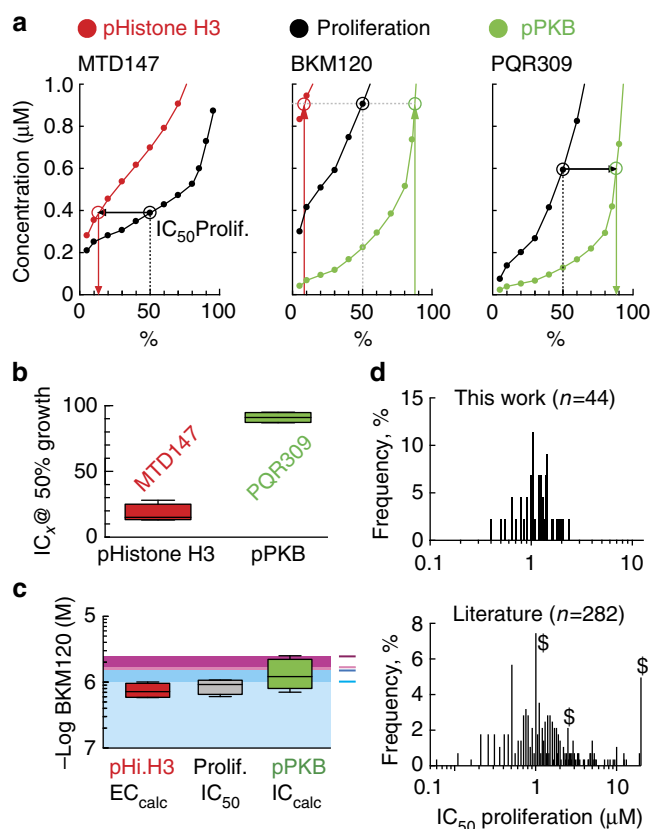 a
pHistone H3 Proliferation pPKB
MTD147 BKM120 PQR309
Concentration (μM)
1.0
0.8
0.6
0.4
0.2
0
IC50Prolif.
0 50 100 0 50 100 0 50 100
% % %
b
ICx@ 50% growth
100
50
0
MTD147
PQR309
pHistone H3 pPKB
c
–Log BKM120 (M)
5
6
7
pHi.H3 Prolif. pPKB
ECcalc IC50 ICcalc
d
This work (n=44)
Frequency, %
15
10
5
0
0.1 1 10
Literature (n=282)
Frequency, %
8
6
4
2
0
$
$
$
0.1 1 10
IC50 proliferation (μM)